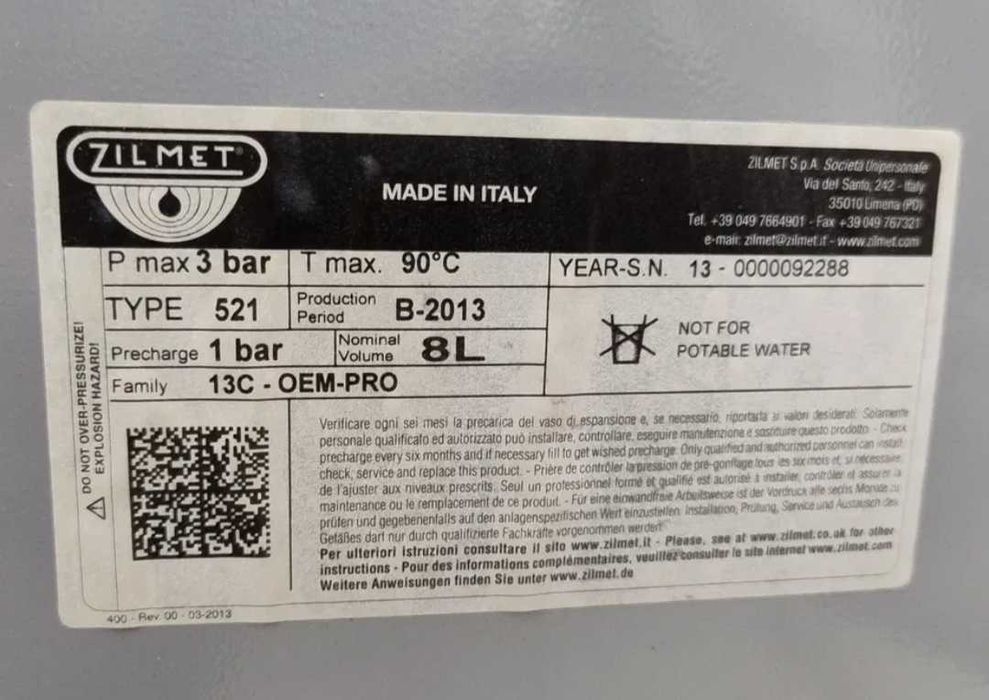 ZILMET
MADE IN ITALY
ZILMET S.p.A. Società Unipersonale
Via del Santo, 242 - Italy
35010 Limena (PD)
Tel. +39 049 7664901 - Fax +39 049 767321
e-mail: zilmet@zilmet.it - www.zilmet.com
P max 3 bar
T max. 90°C
YEAR-S.N. 13 - 0000092288
TYPE 521
Production
Period B-2013
Precharge 1 bar
Nominal
Volume 8L
Family 13C - OEM-PRO
NOT FOR
POTABLE WATER
DO NOT OVER-PRESSURIZE!
EXPLOSION HAZARD!
Verificare ogni sei mesi la precarica del vaso di espansione e, se necessario, riportarla ai valori desiderati. Solamente
personale qualificato ed autorizzato può installare, controllare, eseguire manutenzione e sostituire questo prodotto. - Check
precharge every six months and if necessary fill to get wished precharge. Only qualified and authorized personnel can install,
check, service and replace this product. - Prière de contrôler la pression de pré-gonflage tous les six mois et, si nécessaire,
de l'ajuster aux niveaux prescrits. Seul un professionnel formé et qualifié est autorisé à installer, contrôler et assurer la
maintenance ou le remplacement de ce produit. - Für eine einwandfreie Arbeitsweise ist der Vordruck alle sechs Monate zu
prüfen und gegebenenfalls auf den anlagenspezifischen Wert einzustellen. Installation, Prüfung, Service und Austausch des
Gefäßes darf nur durch qualifizierte Fachkräfte vorgenommen werden
Per ulteriori istruzioni consultare il sito www.zilmet.it - Please, see at www.zilmet.co.uk for other
instructions - Pour des informations complémentaires, veuillez consulter le site internet www.zilmet.com
Weitere Anweisungen finden Sie unter www.zilmet.de
400 - Rev. 00 - 03-2013